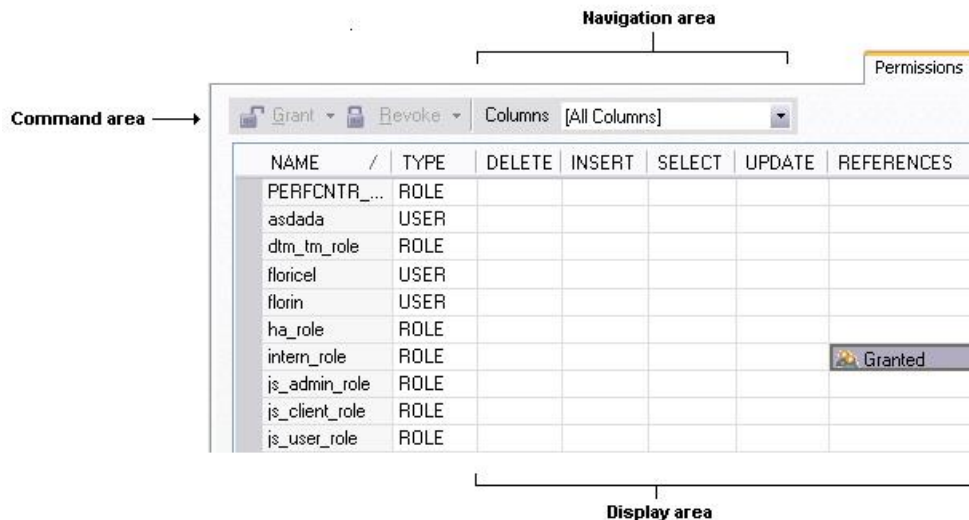 Navigation area
Permissions
Command area
Grant Revoke Columns [All Columns]
NAME / TYPE DELETE INSERT SELECT UPDATE REFERENCES
PERFCNTR_... ROLE
asdada USER
dtm_tm_role ROLE
floricel USER
florin USER
ha_role ROLE
intern_role ROLE Granted
js_admin_role ROLE
js_client_role ROLE
js_user_role ROLE
Display area